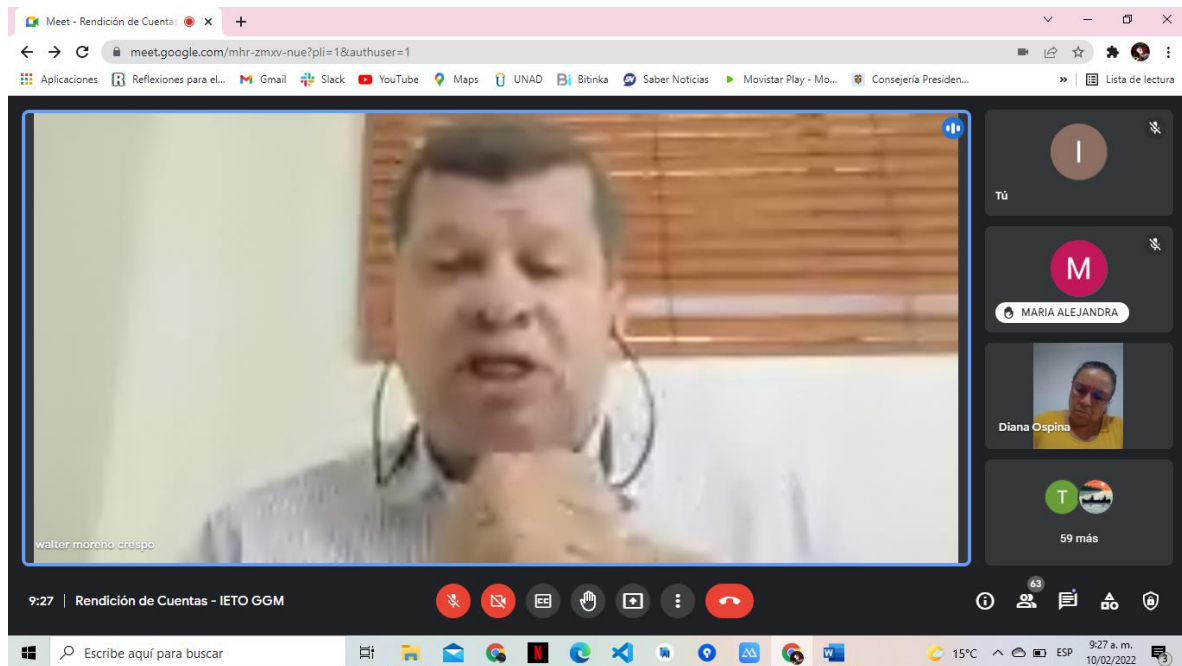 Meet - Rendición de Cuenta
meet.google.com/mhr-zmxv-nue?pli=1&authuser=1
Aplicaciones Reflexiones para el... Gmail Slack YouTube Maps UNAD Bitinka Saber Noticias Movistar Play - Mo... Consejería Presiden... » Lista de lectura
I
Tú
M
MARIA ALEJANDRA
Diana Ospina
T
59 más
walter moreno crespo
9:27 | Rendición de Cuentas - IETO GGM
CC
63
Escribe aquí para buscar
N
W
15°C
ESP
9:27 a. m.
10/02/2022
3